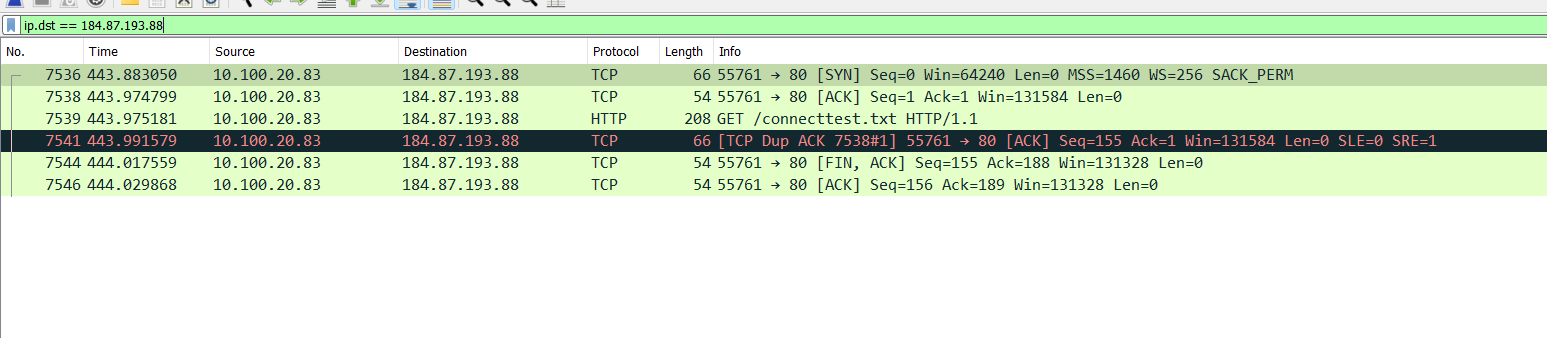 ip.dst == 184.87.193.88
No. Time Source Destination Protocol Length Info
7536 443.883050 10.100.20.83 184.87.193.88 TCP 66 55761 → 80 [SYN] Seq=0 Win=64240 Len=0 MSS=1460 WS=256 SACK_PERM
7538 443.974799 10.100.20.83 184.87.193.88 TCP 54 55761 → 80 [ACK] Seq=1 Ack=1 Win=131584 Len=0
7539 443.975181 10.100.20.83 184.87.193.88 HTTP 208 GET /connecttest.txt HTTP/1.1
7541 443.991579 10.100.20.83 184.87.193.88 TCP 66 [TCP Dup ACK 7538#1] 55761 → 80 [ACK] Seq=155 Ack=1 Win=131584 Len=0 SLE=0 SRE=1
7544 444.017559 10.100.20.83 184.87.193.88 TCP 54 55761 → 80 [FIN, ACK] Seq=155 Ack=188 Win=131328 Len=0
7546 444.029868 10.100.20.83 184.87.193.88 TCP 54 55761 → 80 [ACK] Seq=156 Ack=189 Win=131328 Len=0